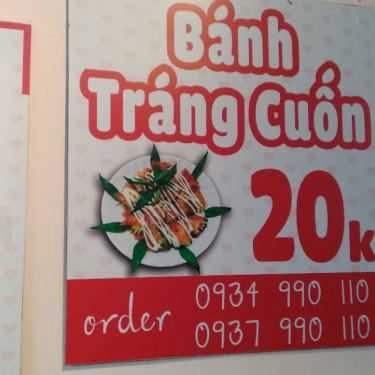 Bánh
Tráng Cuốn
20k
order 0934 990 110
0937 990 110